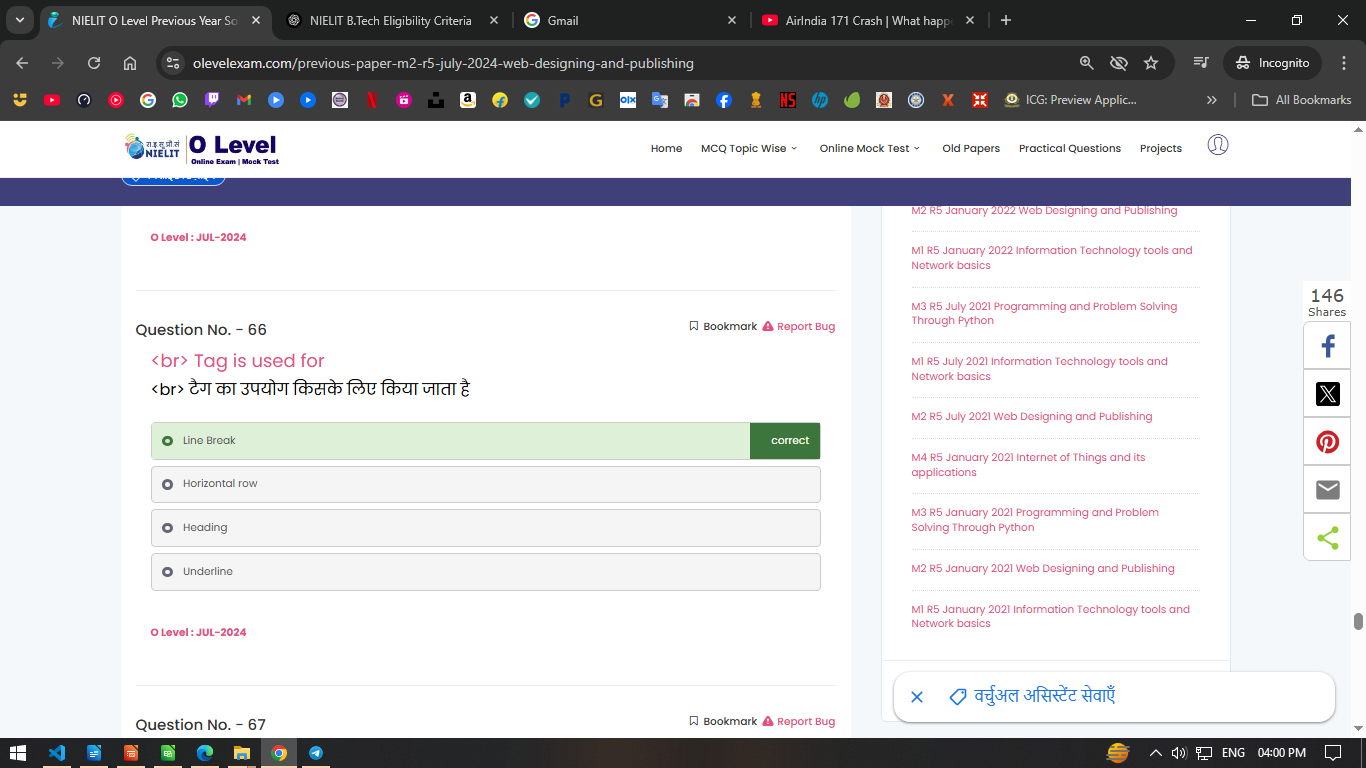 NIELIT O Level Previous Year So
NIELIT B.Tech Eligibility Criteria
Gmail
AirIndia 171 Crash | What happe
olevelexam.com/previous-paper-m2-r5-july-2024-web-designing-and-publishing
Incognito
ICG: Preview Applic...
All Bookmarks
रा.इ.सू.प्रौ.सं
NIELIT
O Level
Online Exam | Mock Test
Home
MCQ Topic Wise
Online Mock Test
Old Papers
Practical Questions
Projects
O Level : JUL-2024
Question No. - 66
Bookmark
Report Bug
<br> Tag is used for
<br> टैग का उपयोग किसके लिए किया जाता है
Line Break
correct
Horizontal row
Heading
Underline
O Level : JUL-2024
Question No. - 67
Bookmark
Report Bug
M2 R5 January 2022 Web Designing and Publishing
M1 R5 January 2022 Information Technology tools and
Network basics
M3 R5 July 2021 Programming and Problem Solving
Through Python
M1 R5 July 2021 Information Technology tools and
Network basics
M2 R5 July 2021 Web Designing and Publishing
M4 R5 January 2021 Internet of Things and its
applications
M3 R5 January 2021 Programming and Problem
Solving Through Python
M2 R5 January 2021 Web Designing and Publishing
M1 R5 January 2021 Information Technology tools and
Network basics
146
Shares
वर्चुअल असिस्टेंट सेवाएँ
ENG
04:00 PM